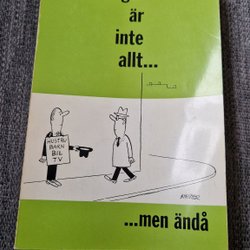 är
inte
allt...
HUSTRU
BARN
BIL
TV
...men ändå